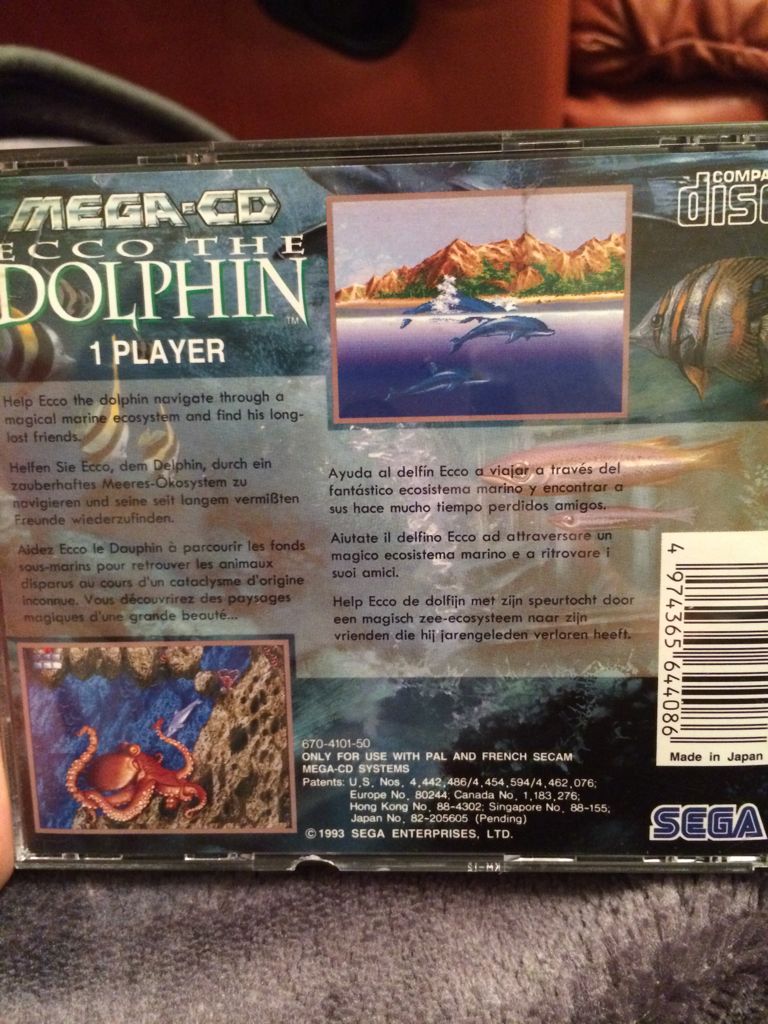 MEGA-CD
ECCO THE
DOLPHIN™
1 PLAYER
Help Ecco the dolphin navigate through a
magical marine ecosystem and find his long-
lost friends.
Helfen Sie Ecco, dem Delphin, durch ein
zauberhaftes Meeres-Ökosystem zu
navigieren und seine seit langem vermißten
Freunde wiederzufinden.
Aidez Ecco le Dauphin à parcourir les fonds
sous-marins pour retrouver les animaux
disparus au cours d'un cataclysme d'origine
inconnue. Vous découvrirez des paysages
magiques d'une grande beauté...
COMPA
disc
Ayuda al delfín Ecco a viajar a través del
fantástico ecosistema marino y encontrar a
sus hace mucho tiempo perdidos amigos.
Aiutate il delfino Ecco ad attraversare un
magico ecosistema marino e a ritrovare i
suoi amici.
Help Ecco de dolfijn met zijn speurtocht door
een magisch zee-ecosysteem naar zijn
vrienden die hij jarengeleden verloren heeft.
4 974365 644086
Made in Japan
670-4101-50
ONLY FOR USE WITH PAL AND FRENCH SECAM
MEGA-CD SYSTEMS
Patents: U.S. Nos. 4,442,486/4,454,594/4,462,076;
Europe No. 80244; Canada No. 1,183,276;
Hong Kong No. 88-4302; Singapore No. 88-155;
Japan No. 82-205605 (Pending)
©1993 SEGA ENTERPRISES, LTD.
SEGA